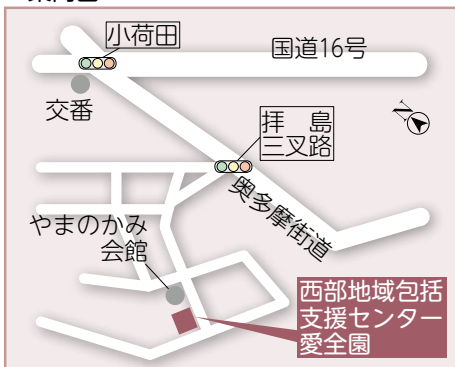 小荷田
国道16号
交番
拝島
三叉路
N
奥多摩街道
やまのかみ
会館
西部地域包括
支援センター
愛全園